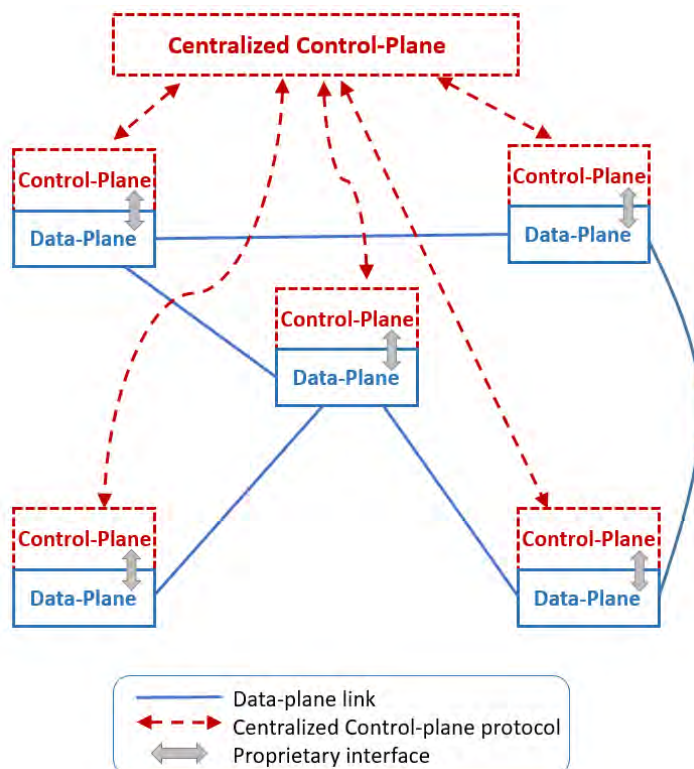 Centralized Control-Plane
Control-Plane
Data-Plane
Control-Plane
Data-Plane
Control-Plane
Data-Plane
Control-Plane
Data-Plane
Control-Plane
Data-Plane
Data-plane link
Centralized Control-plane protocol
Proprietary interface